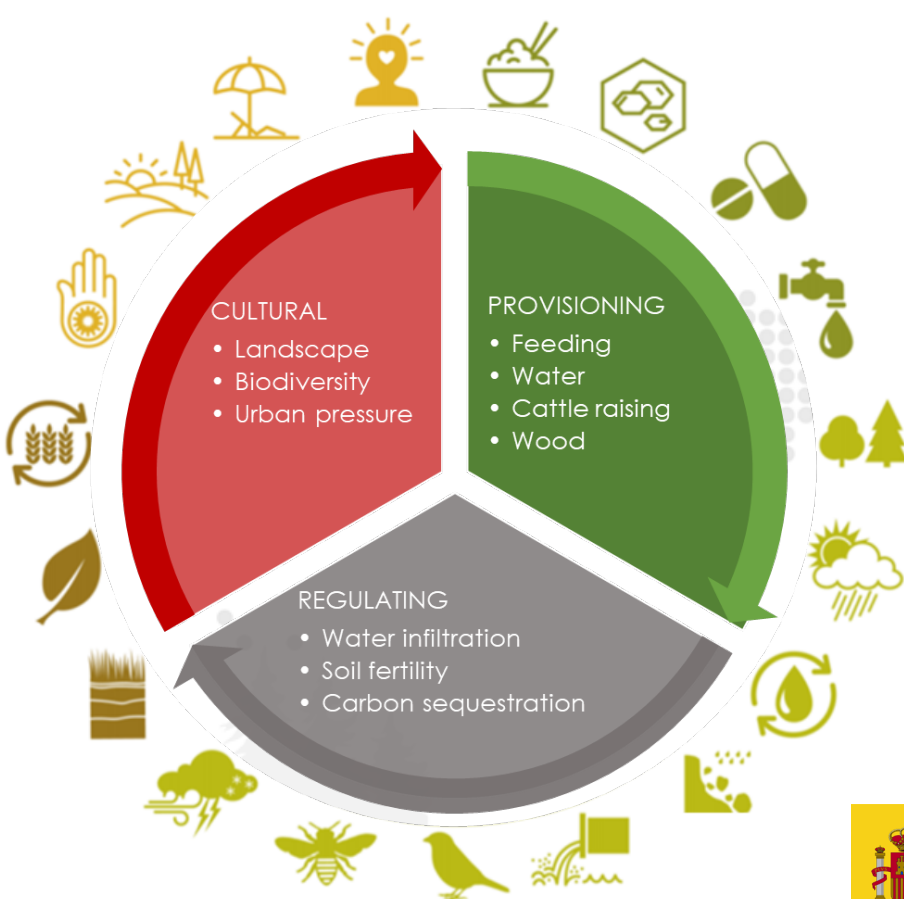 CULTURAL
• Landscape
• Biodiversity
• Urban pressure
PROVISIONING
• Feeding
• Water
• Cattle raising
• Wood
REGULATING
• Water infiltration
• Soil fertility
• Carbon sequestration